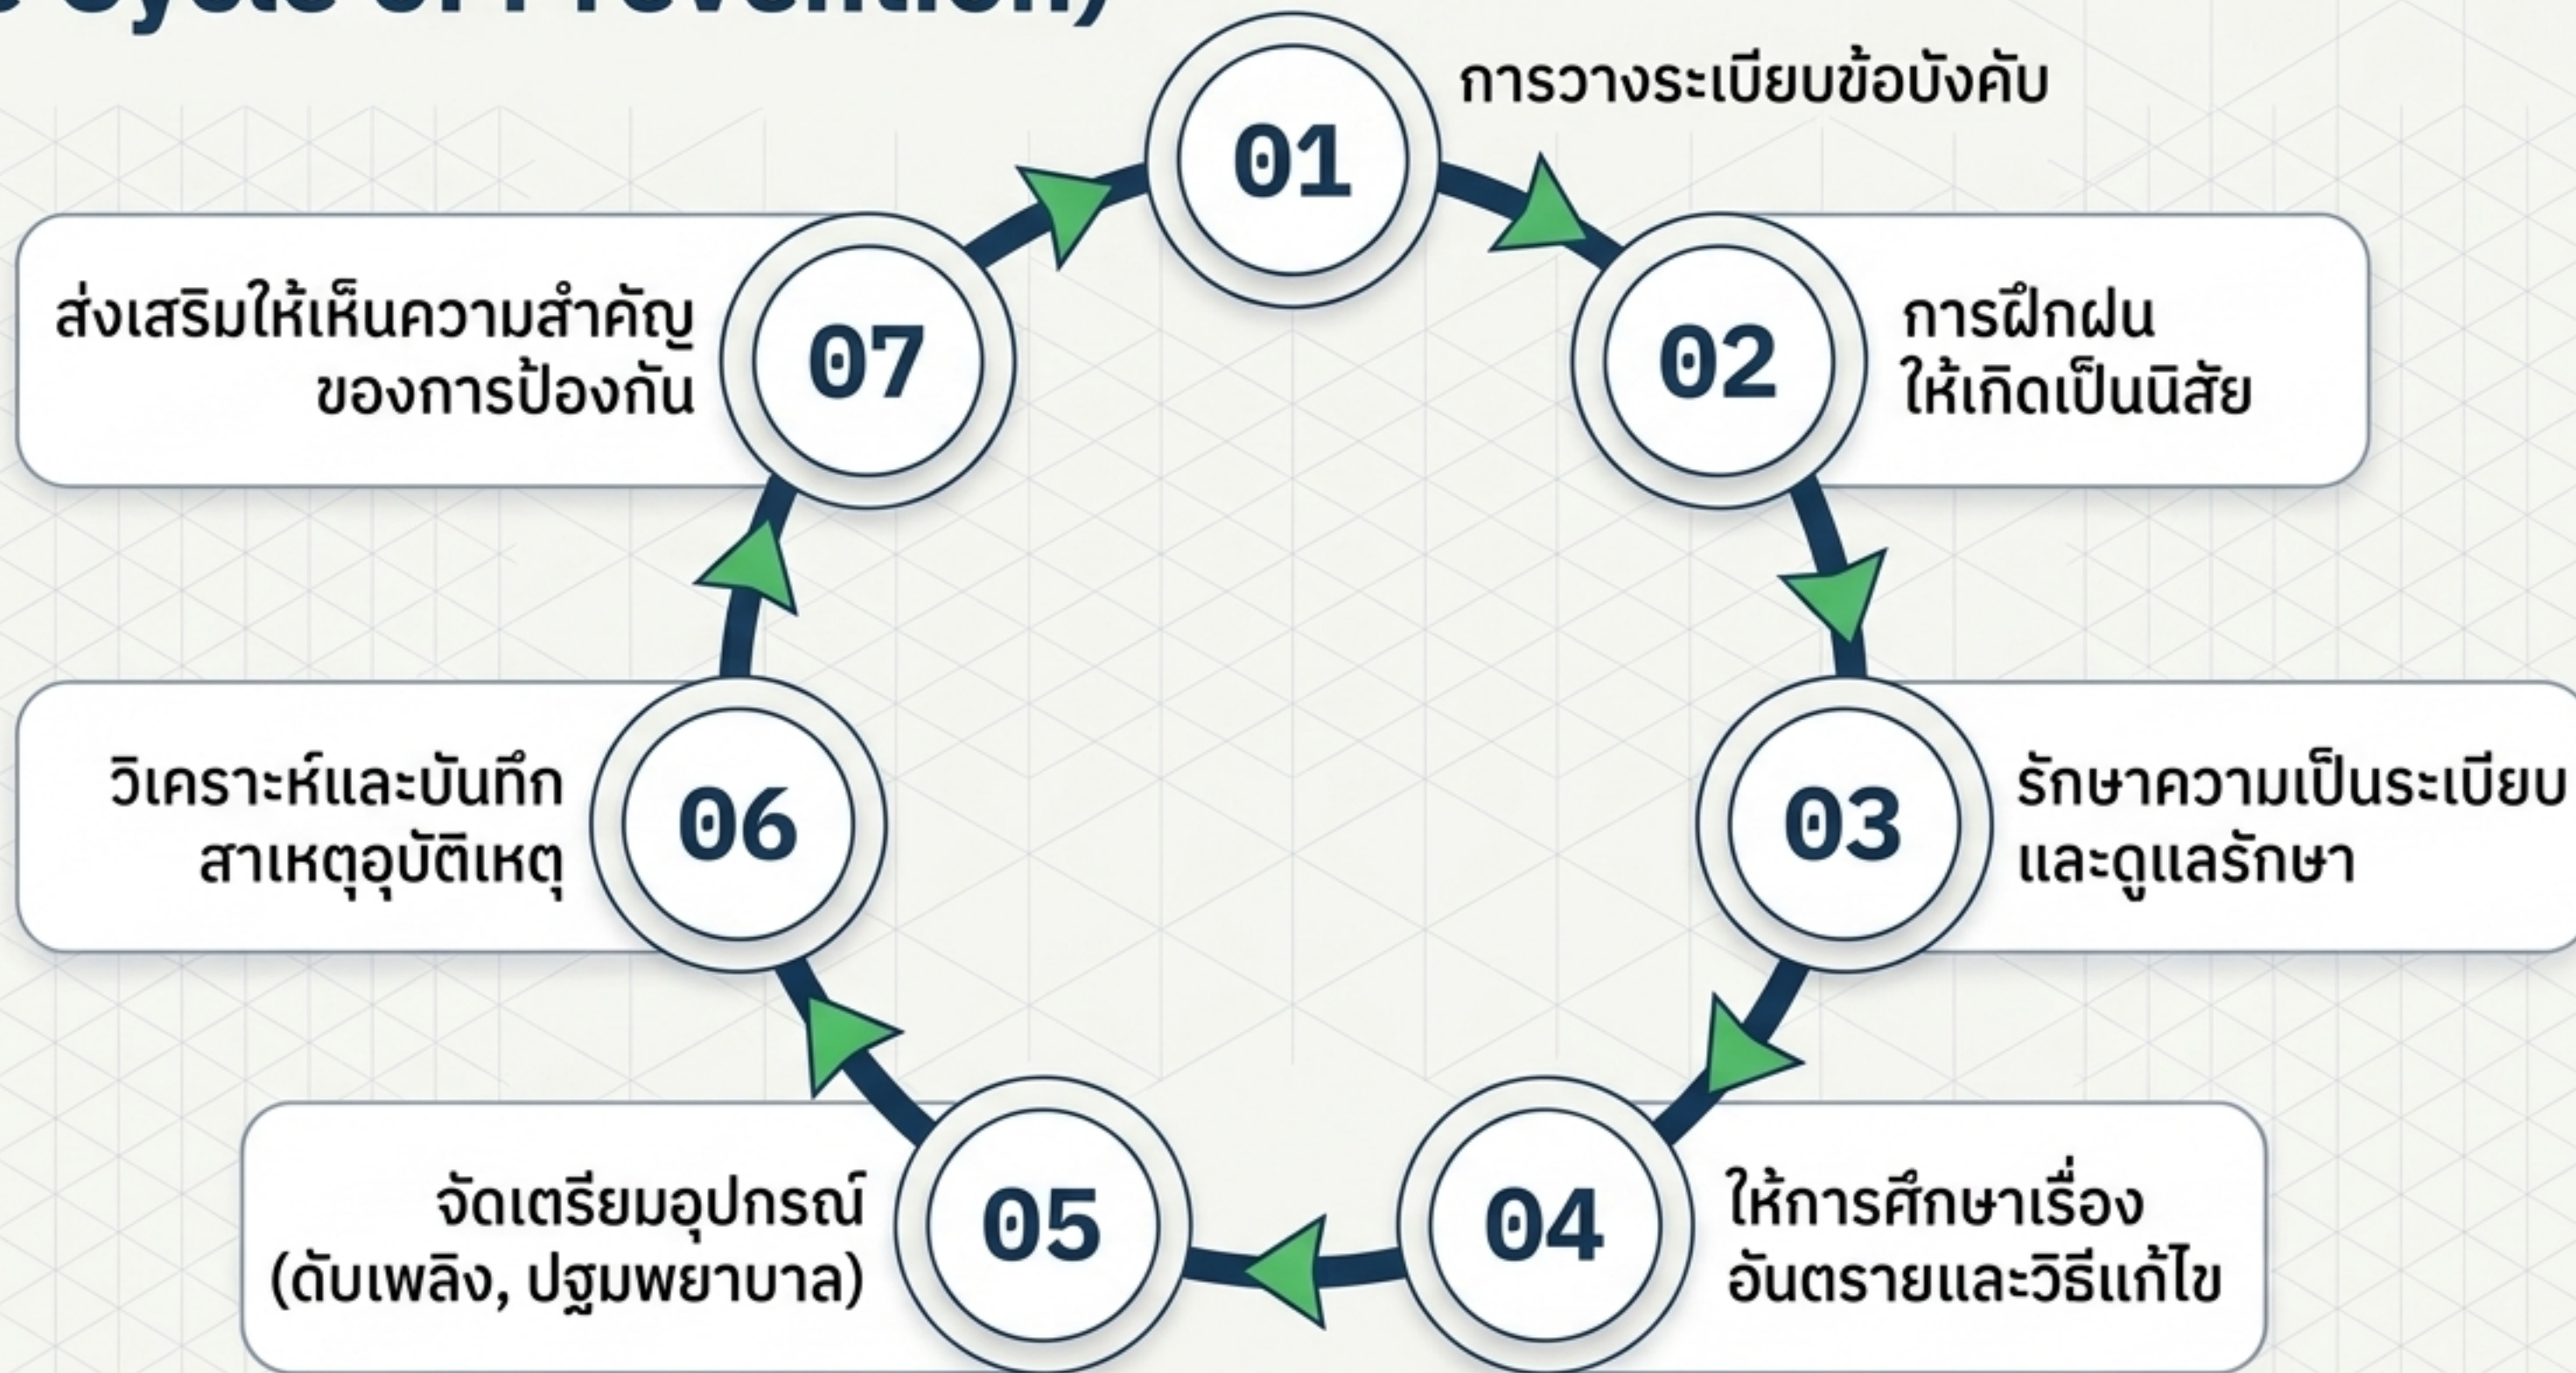 Cycle of Prevention)
01
การวางระเบียบข้อบังคับ
02
การฝึกฝน
ให้เกิดเป็นนิสัย
03
รักษาความเป็นระเบียบ
และดูแลรักษา
04
ให้การศึกษาเรื่อง
อันตรายและวิธีแก้ไข
05
จัดเตรียมอุปกรณ์
(ดับเพลิง, ปฐมพยาบาล)
06
วิเคราะห์และบันทึก
สาเหตุอุบัติเหตุ
07
ส่งเสริมให้เห็นความสำคัญ
ของการป้องกัน